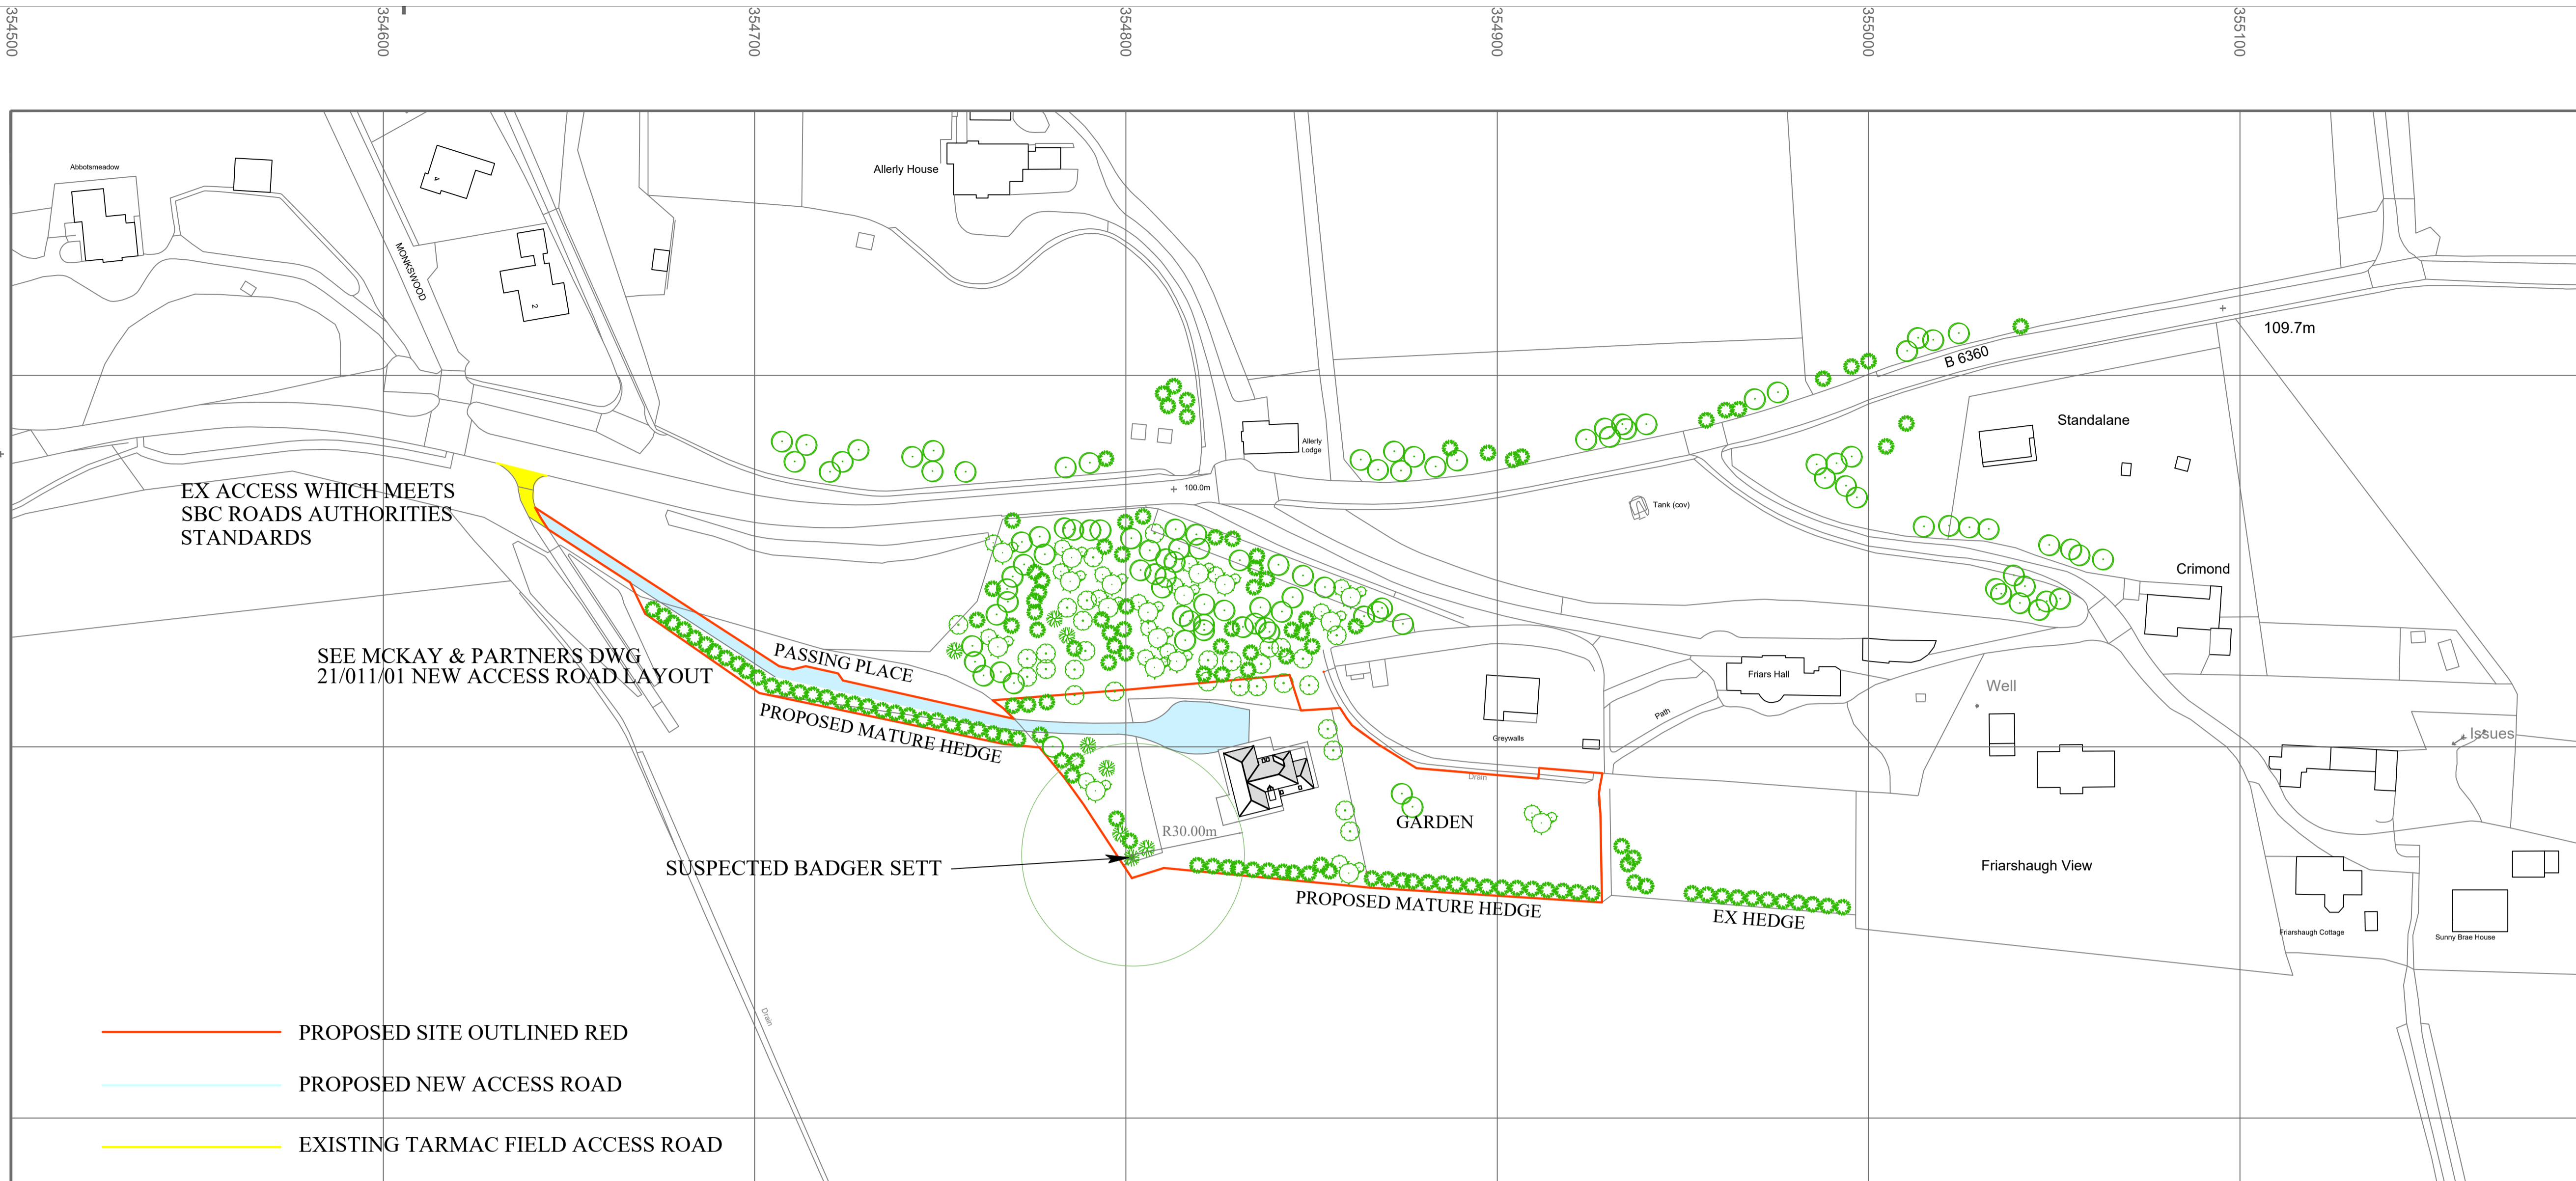 354500
354600
354700
354800
354900
355000
355100
Abbotsmeadow
4
MONKSWOOD
2
Allerly House
109.7m
B 6360
Standalane
Allerly
Lodge
100.0m
Tank (cov)
EX ACCESS WHICH MEETS
SBC ROADS AUTHORITIES
STANDARDS
Crimond
SEE MCKAY & PARTNERS DWG
21/011/01 NEW ACCESS ROAD LAYOUT
PASSING PLACE
PROPOSED MATURE HEDGE
Friars Hall
Well
Path
Greywalls
Issues
Drain
GARDEN
R30.00m
SUSPECTED BADGER SETT
Friarshaugh View
PROPOSED MATURE HEDGE
EX HEDGE
Friarshaugh Cottage
Sunny Brae House
Drain
PROPOSED SITE OUTLINED RED
PROPOSED NEW ACCESS ROAD
EXISTING TARMAC FIELD ACCESS ROAD